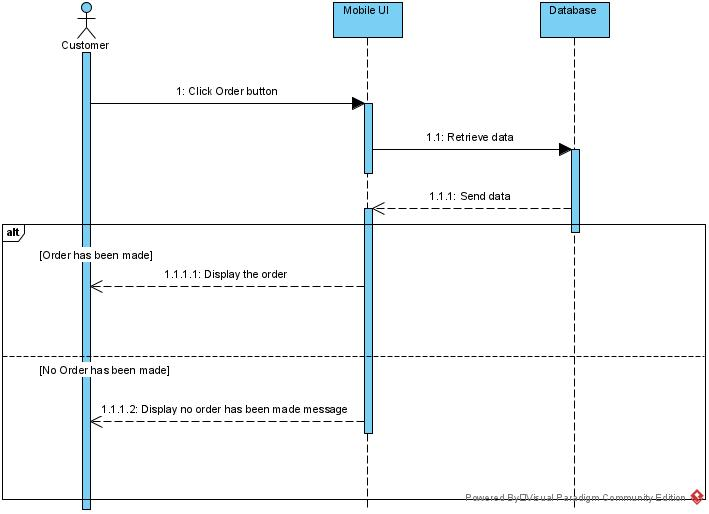 Customer
Mobile UI
Database
1: Click Order button
1.1: Retrieve data
1.1.1: Send data
alt
[Order has been made]
1.1.1.1: Display the order
[No Order has been made]
1.1.1.2: Display no order has been made message
Powered By Visual Paradigm Community Edition